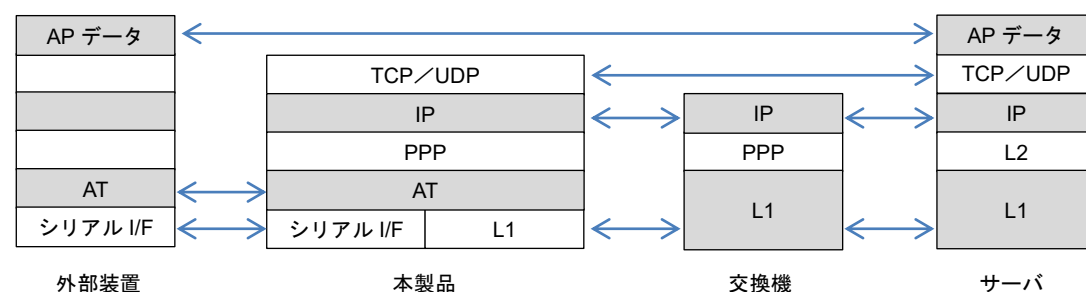 AP データ
AP データ
TCP／UDP
TCP／UDP
IP
IP
IP
PPP
PPP
L2
AT
AT
L1
L1
シリアル I/F
シリアル I/F
L1
外部装置
本製品
交換機
サーバ